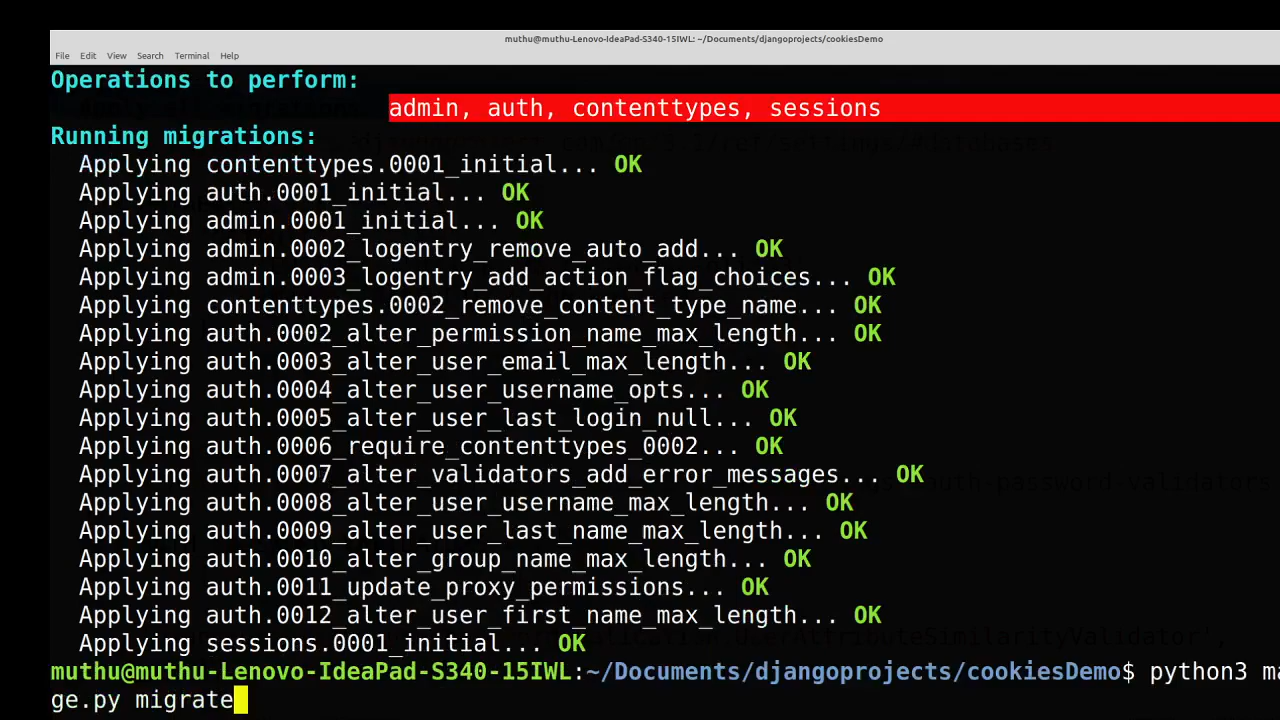 muthu@muthu-Lenovo-IdeaPad-S340-15IWL: ~/Documents/djangoprojects/cookiesDemo
File Edit View Search Terminal Help
Operations to perform:
admin, auth, contenttypes, sessions
Running migrations:
Applying contenttypes.0001_initial... OK
Applying auth.0001_initial... OK
Applying admin.0001_initial... OK
Applying admin.0002_logentry_remove_auto_add... OK
Applying admin.0003_logentry_add_action_flag_choices... OK
Applying contenttypes.0002_remove_content_type_name... OK
Applying auth.0002_alter_permission_name_max_length... OK
Applying auth.0003_alter_user_email_max_length... OK
Applying auth.0004_alter_user_username_opts... OK
Applying auth.0005_alter_user_last_login_null... OK
Applying auth.0006_require_contenttypes_0002... OK
Applying auth.0007_alter_validators_add_error_messages... OK
Applying auth.0008_alter_user_username_max_length... OK
Applying auth.0009_alter_user_last_name_max_length... OK
Applying auth.0010_alter_group_name_max_length... OK
Applying auth.0011_update_proxy_permissions... OK
Applying auth.0012_alter_user_first_name_max_length... OK
Applying sessions.0001_initial... OK
muthu@muthu-Lenovo-IdeaPad-S340-15IWL:~/Documents/djangoprojects/cookiesDemo$ python3 ma
ge.py migrate